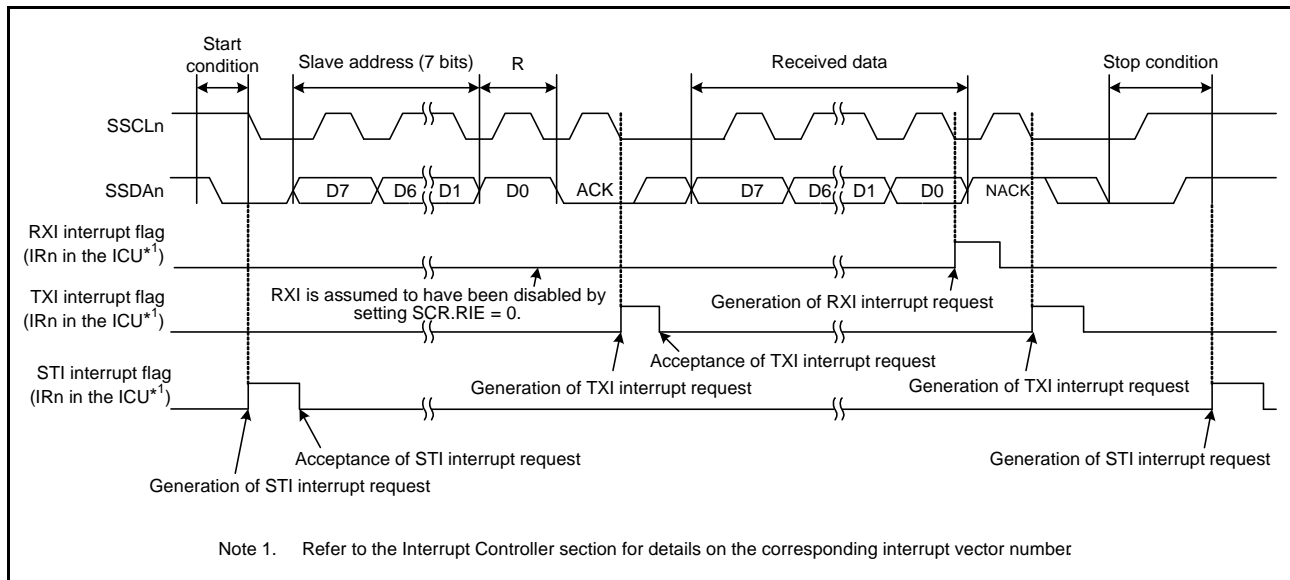 Start
condition
Slave address (7 bits)
R
Received data
Stop condition
SSCLn
SSDAn
D7
D6
D1
D0
ACK
D7
D6
D1
D0
NACK
RXI interrupt flag
(IRn in the ICU*1)
RXI is assumed to have been disabled by
setting SCR.RIE = 0.
Generation of RXI interrupt request
TXI interrupt flag
(IRn in the ICU*1)
Acceptance of TXI interrupt request
Generation of TXI interrupt request
Generation of TXI interrupt request
STI interrupt flag
(IRn in the ICU*1)
Acceptance of STI interrupt request
Generation of STI interrupt request
Generation of STI interrupt request
Note 1. Refer to the Interrupt Controller section for details on the corresponding interrupt vector number.